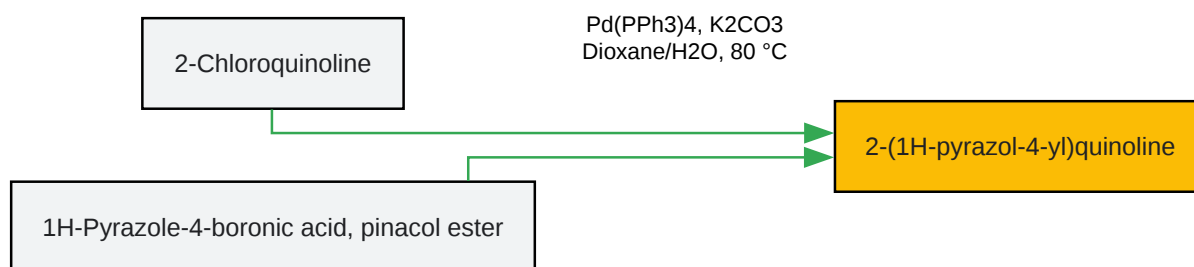 Pd(PPh3)4, K2CO3
Dioxane/H2O, 80 °C
2-Chloroquinoline
2-(1H-pyrazol-4-yl)quinoline
1H-Pyrazole-4-boronic acid, pinacol ester